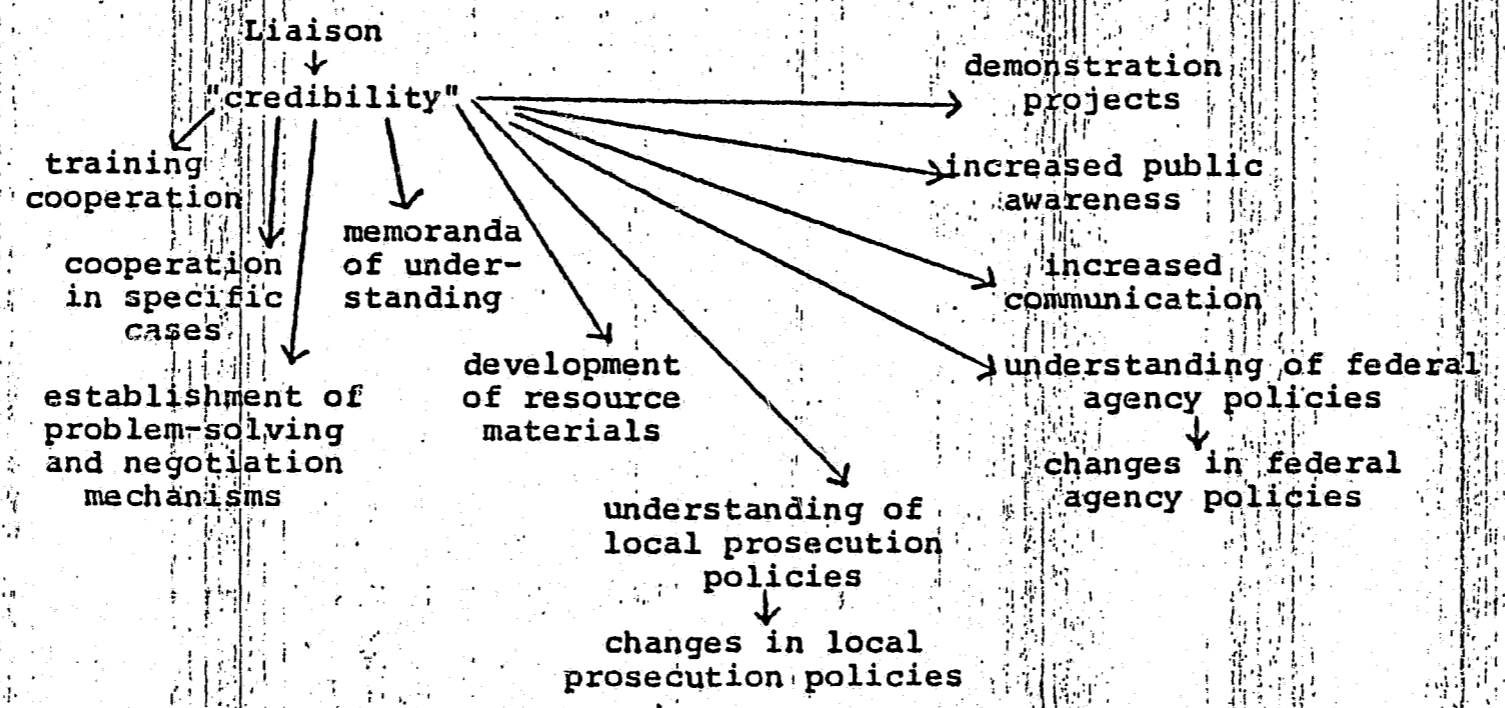 Liaison
"credibility"
training
cooperation
cooperation
in specific
cases
establishment of
problem-solving
and negotiation
mechanisms
memoranda
of under-
standing
development
of resource
materials
understanding of
local prosecution
policies
changes in local
prosecution policies
demonstration
projects
increased public
awareness
increased
communication
understanding of federal
agency policies
changes in federal
agency policies